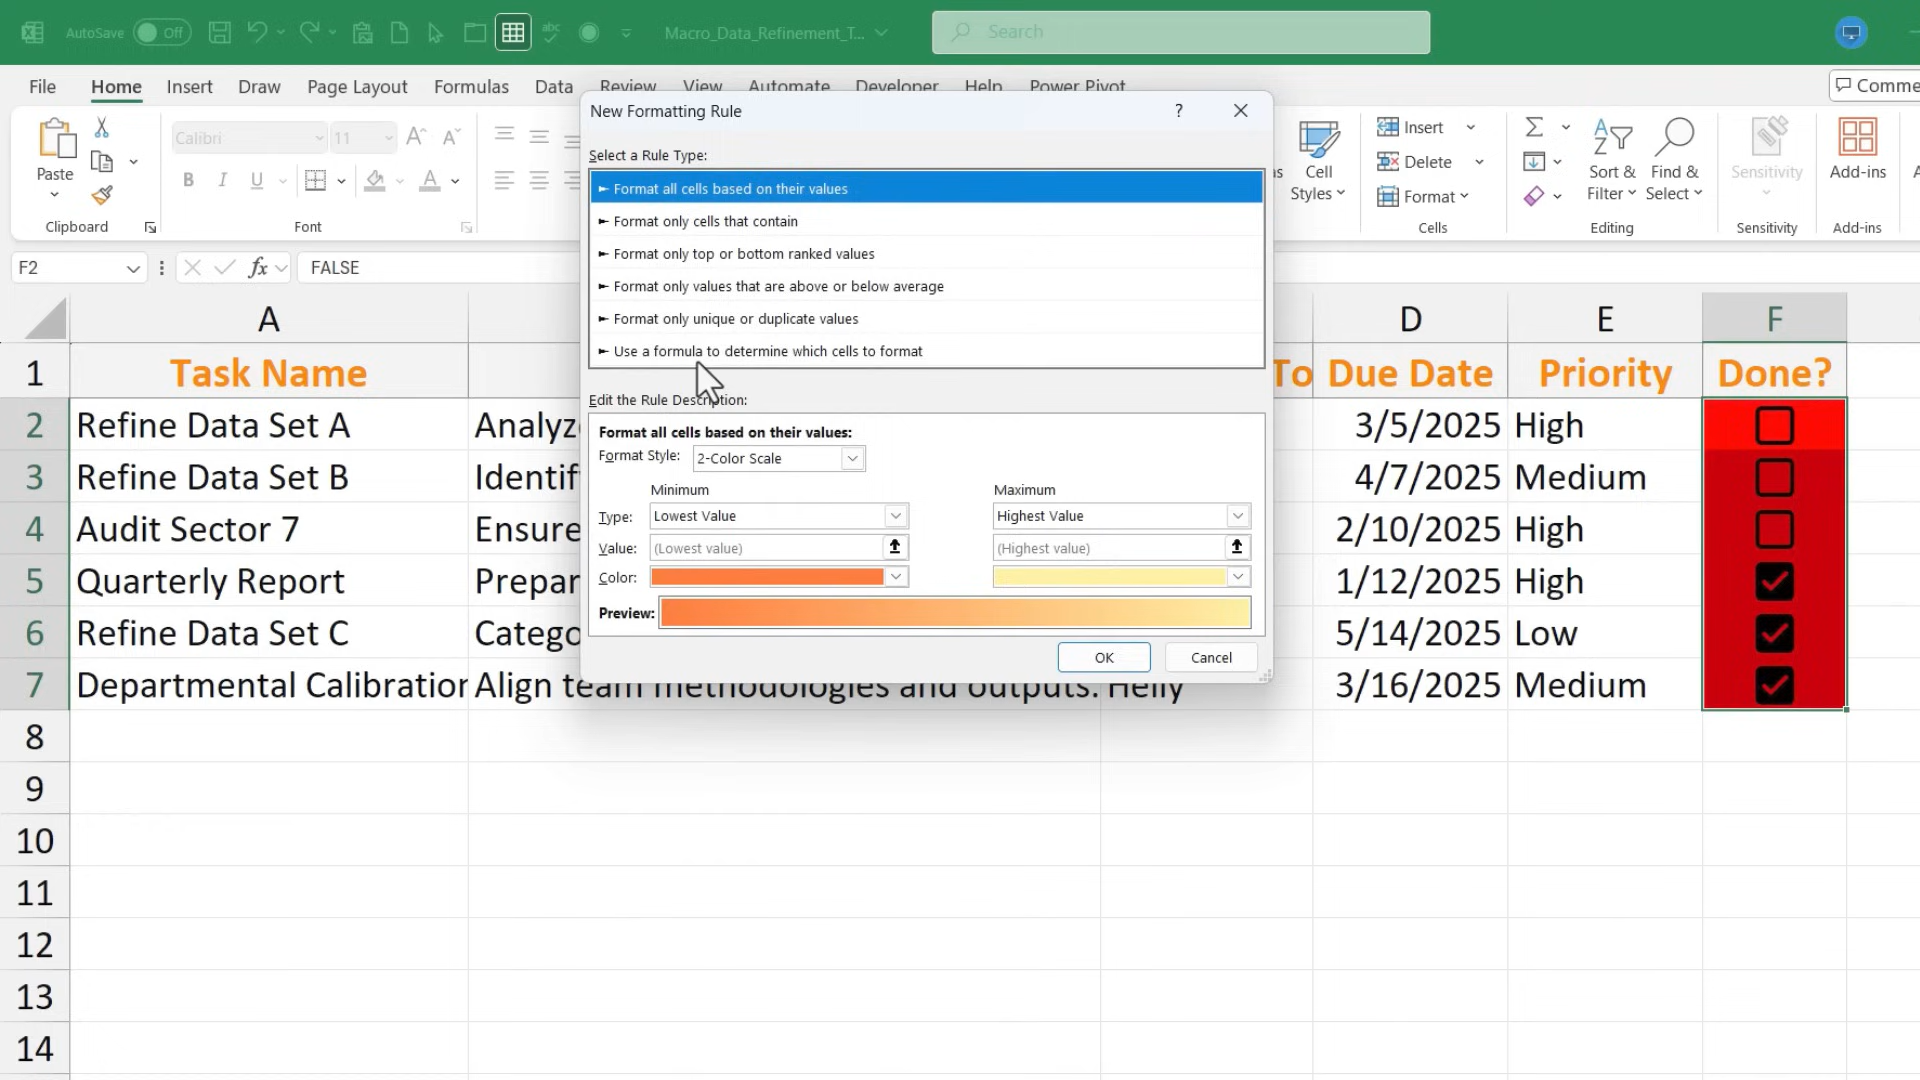 AutoSave Off Macro_Data_Refinement_T... Search
File Home Insert Draw Page Layout Formulas Data Review View Automate Developer Help Power Pivot Comme
Calibri 11
Paste
B I U
Clipboard Font
Cell
Styles
Insert
Delete
Format
Cells
Sort &
Filter
Find &
Select
Editing
Sensitivity
Sensitivity
Add-ins
Add-ins
F2 fx FALSE
New Formatting Rule ?
Select a Rule Type:
► Format all cells based on their values
► Format only cells that contain
► Format only top or bottom ranked values
► Format only values that are above or below average
► Format only unique or duplicate values
► Use a formula to determine which cells to format
Edit the Rule Description:
Format all cells based on their values:
Format Style: 2-Color Scale
Minimum Maximum
Type: Lowest Value Highest Value
Value: (Lowest value) (Highest value)
Color:
Preview:
OK Cancel
A D E F
1 Task Name To Due Date Priority Done?
2 Refine Data Set A Analyz 3/5/2025 High
3 Refine Data Set B Identif 4/7/2025 Medium
4 Audit Sector 7 Ensure 2/10/2025 High
5 Quarterly Report Prepar 1/12/2025 High
6 Refine Data Set C Catego 5/14/2025 Low
7 Departmental Calibration Align team methodologies and outputs. Helly 3/16/2025 Medium
8
9
10
11
12
13
14